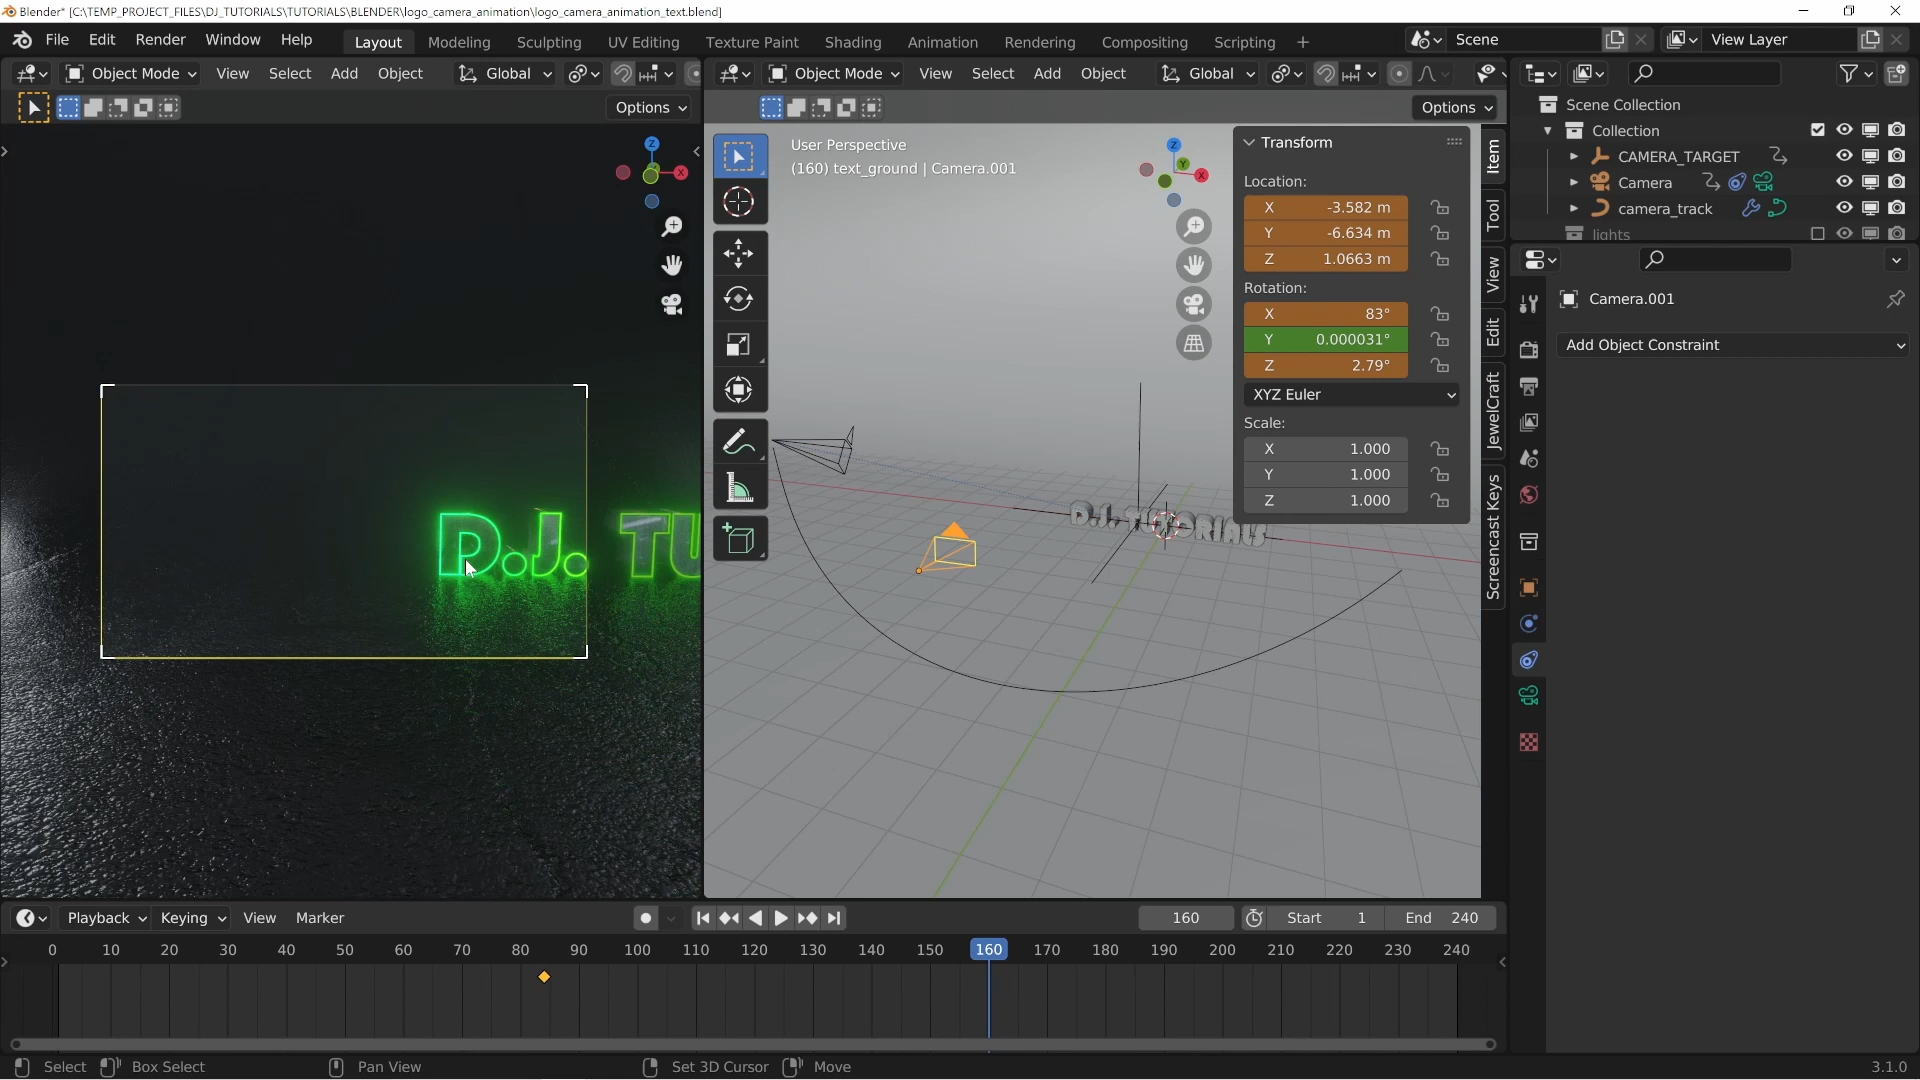 Blender* [C:\TEMP_PROJECT_FILES\DJ_TUTORIALS\TUTORIALS\BLENDER\logo_camera_animation\logo_camera_animation_text.blend]
File Edit Render Window Help Layout Modeling Sculpting UV Editing Texture Paint Shading Animation Rendering Compositing Scripting + Scene View Layer
Object Mode View Select Add Object Global Object Mode View Select Add Object Global
Options Options
Scene Collection
Collection
CAMERA_TARGET
Camera
camera_track
lights
User Perspective
(160) text_ground | Camera.001
Z
X
Z
Y
X
Transform
Location:
X -3.582 m
Y -6.634 m
Z 1.0663 m
Rotation:
X 83°
Y 0.000031°
Z 2.79°
XYZ Euler
Scale:
X 1.000
Y 1.000
Z 1.000
Item
Tool
View
Edit
JewelCraft
Screencast Keys
Camera.001
Add Object Constraint
D.J. TU
D.J. TUTORIALS
Playback Keying View Marker 160 Start 1 End 240
0 10 20 30 40 50 60 70 80 90 100 110 120 130 140 150 160 170 180 190 200 210 220 230 240
Select Box Select Pan View Set 3D Cursor Move 3.1.0